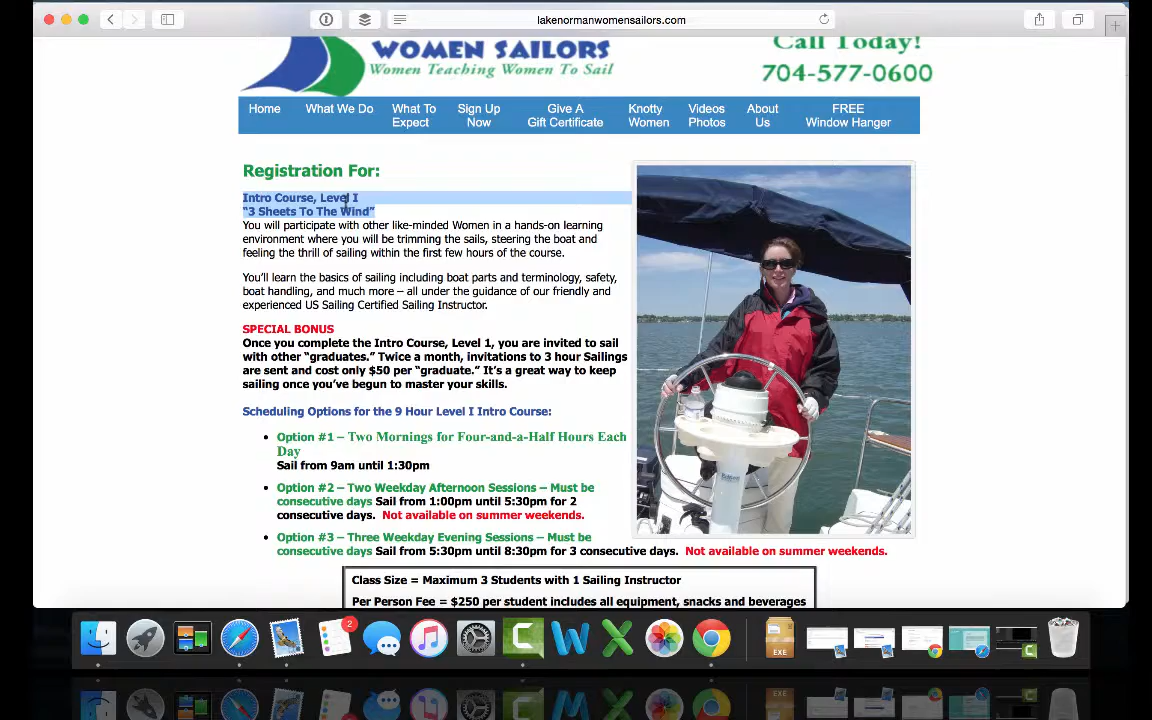 lakenormanwomensailors.com
WOMEN SAILORS
Women Teaching Women To Sail
Call Today!
704-577-0600
Home
What We Do
What To
Expect
Sign Up
Now
Give A
Gift Certificate
Knotty
Women
Videos
Photos
About
Us
FREE
Window Hanger
Registration For:
Intro Course, Level I
“3 Sheets To The Wind”
You will participate with other like-minded Women in a hands-on learning
environment where you will be trimming the sails, steering the boat and
feeling the thrill of sailing within the first few hours of the course.
You’ll learn the basics of sailing including boat parts and terminology, safety,
boat handling, and much more – all under the guidance of our friendly and
experienced US Sailing Certified Sailing Instructor.
SPECIAL BONUS
Once you complete the Intro Course, Level 1, you are invited to sail
with other “graduates.” Twice a month, invitations to 3 hour Sailings
are sent and cost only $50 per “graduate.” It’s a great way to keep
sailing once you’ve begun to master your skills.
Scheduling Options for the 9 Hour Level I Intro Course:
Option #1 – Two Mornings for Four-and-a-Half Hours Each
Day
Sail from 9am until 1:30pm
Option #2 – Two Weekday Afternoon Sessions – Must be
consecutive days Sail from 1:00pm until 5:30pm for 2
consecutive days. Not available on summer weekends.
Option #3 – Three Weekday Evening Sessions – Must be
consecutive days Sail from 5:30pm until 8:30pm for 3 consecutive days. Not available on summer weekends.
Class Size = Maximum 3 Students with 1 Sailing Instructor
Per Person Fee = $250 per student includes all equipment, snacks and beverages
2
EXE